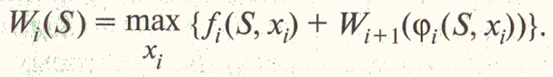 W_i(S) = max {f_i(S, x_i) + W_{i+1}(φ_i(S, x_i))}.
x_i